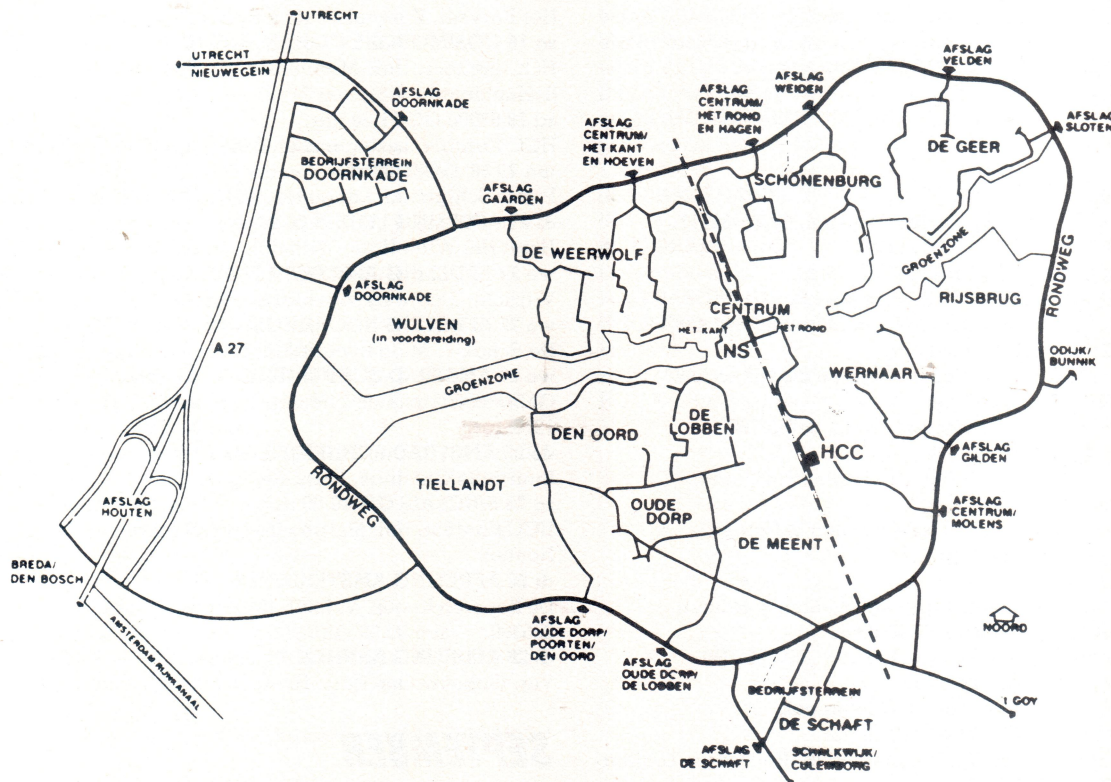 UTRECHT
UTRECHT
NIEUWEGEIN
AFSLAG
DOORNKADE
BEDRIJFSTERREIN
DOORNKADE
AFSLAG
GAARDEN
AFSLAG
CENTRUM/
HET KANT
EN HOEVEN
AFSLAG
CENTRUM/
HET ROND
EN HAGEN
AFSLAG
WEIDEN
AFSLAG
VELDEN
AFSLAG
SLOTEN
DE GEER
SCHONENBURG
DE WEERWOLF
GROENZONE
RIJSBRUG
RONDWEG
AFSLAG
DOORNKADE
WULVEN
(in voorbereiding)
CENTRUM
HET KANT
HET ROND
NS
A 27
GROENZONE
WERNAAR
ODIJK/
BUNNIK
DE
LOBBEN
DEN OORD
HCC
AFSLAG
GILDEN
TIELLANDT
RONDWEG
AFSLAG
HOUTEN
OUDE
DORP
DE MEENT
AFSLAG
CENTRUM/
MOLENS
BREDA/
DEN BOSCH
AMSTERDAM RIJNKANAAL
AFSLAG
OUDE DORP/
POORTEN/
DEN OORD
AFSLAG
OUDE DORP/
DE LOBBEN
NOORD
BEDRIJFSTERREIN
DE SCHAFT
'T GOY
AFSLAG
DE SCHAFT
SCHALKWIJK/
CULEMBORG